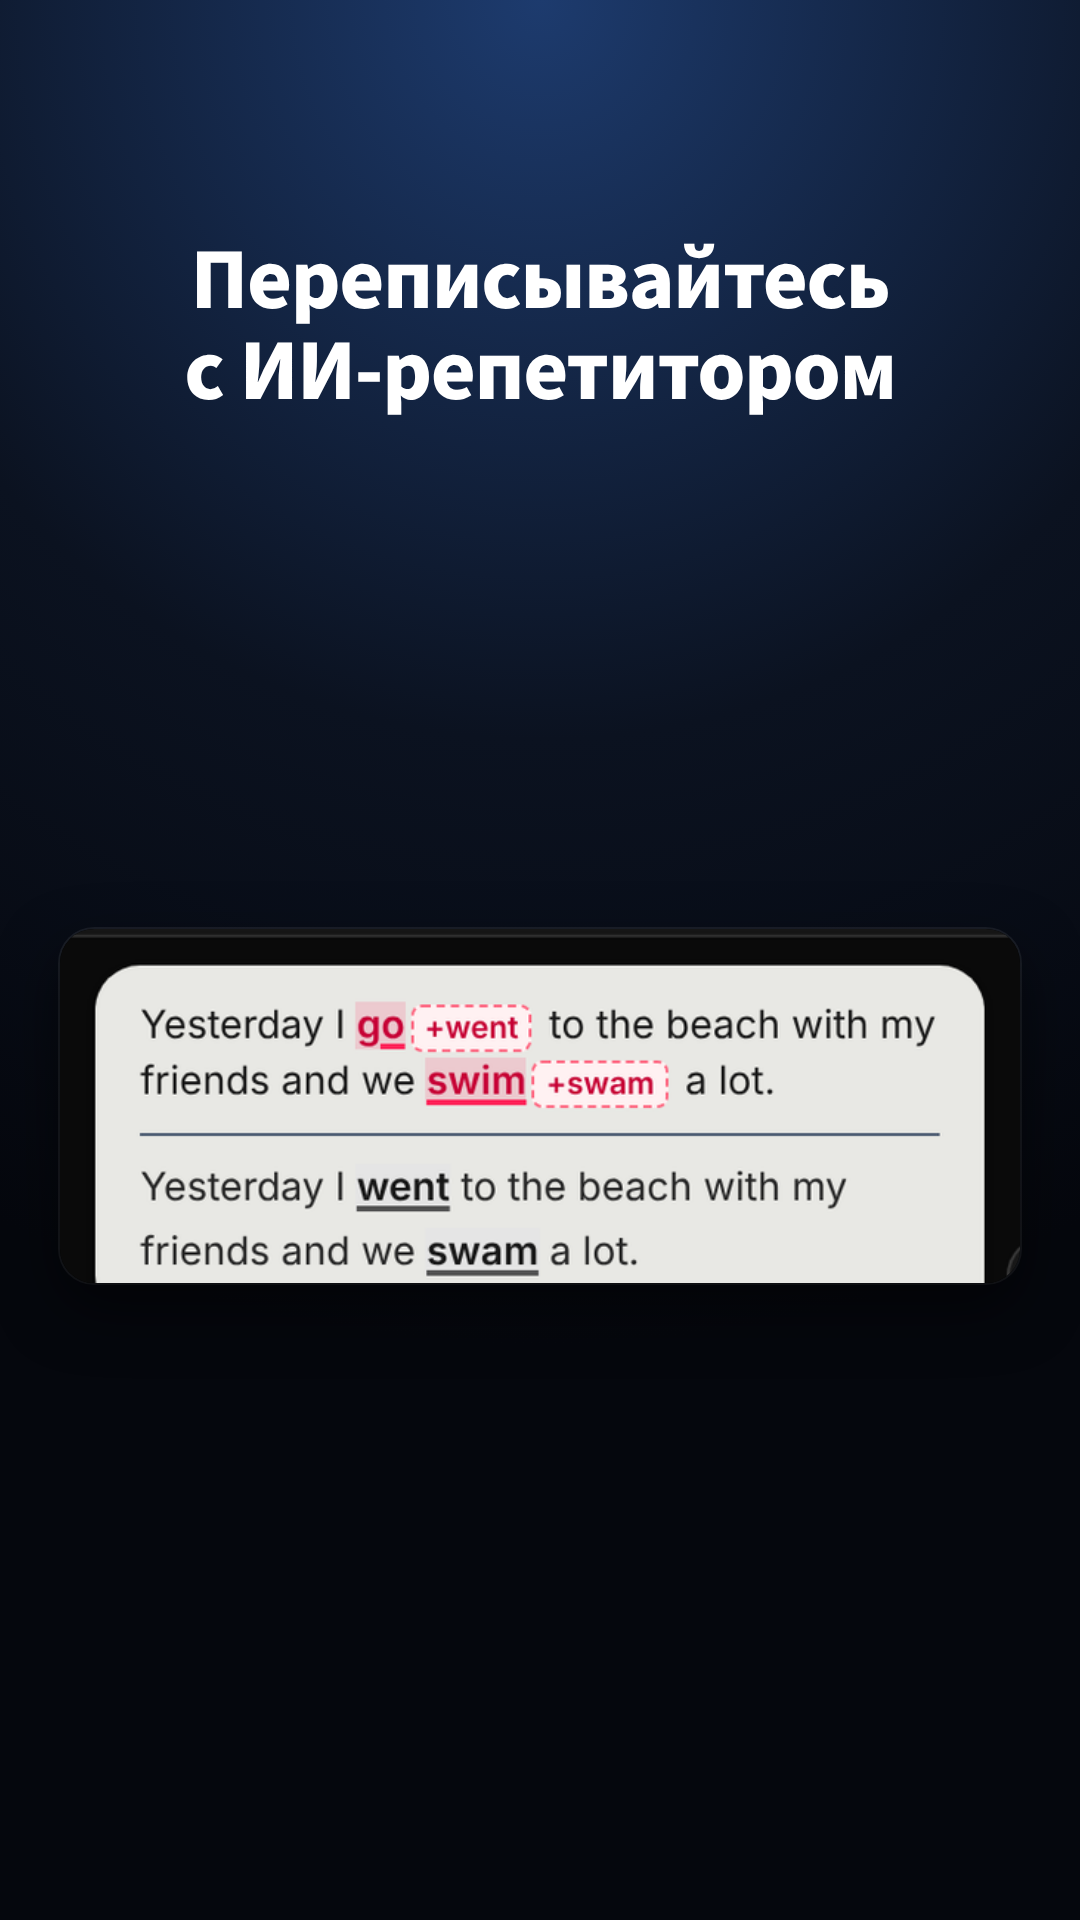 Переписывайтесь
с ИИ-репетитором
Yesterday I go +went to the beach with my
friends and we swim +swam a lot.
Yesterday I went to the beach with my
friends and we swam a lot.